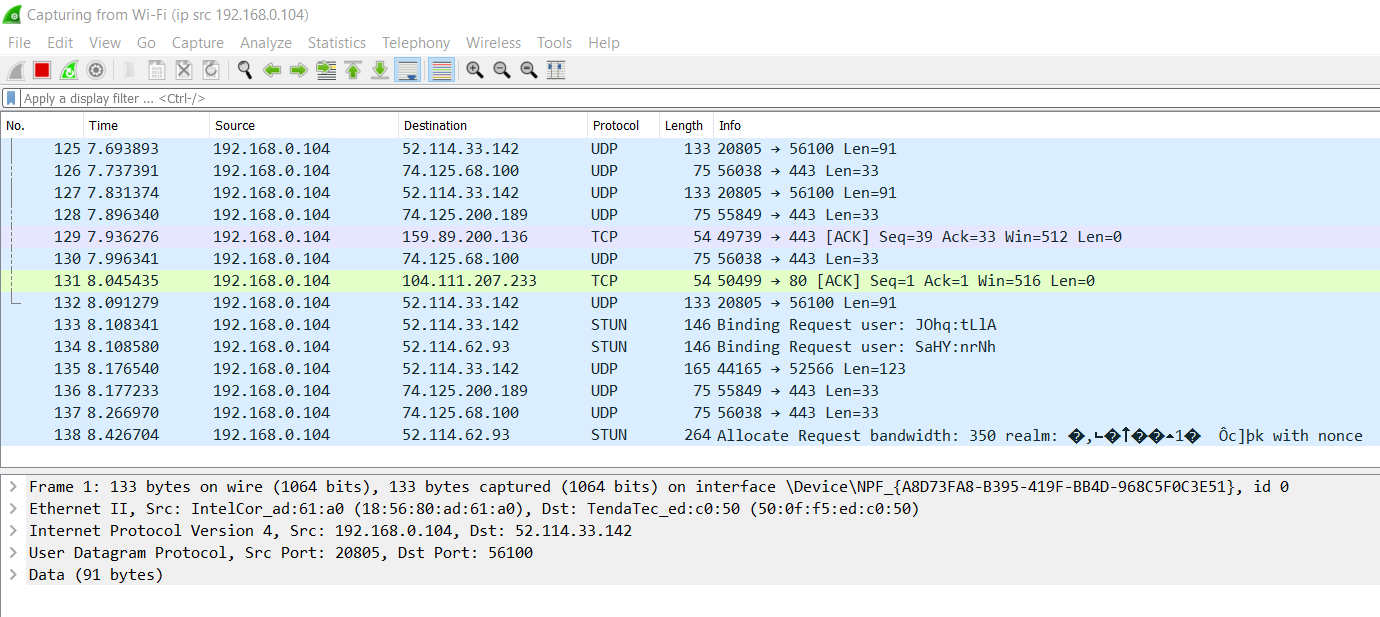 Capturing from Wi-Fi (ip src 192.168.0.104)
File Edit View Go Capture Analyze Statistics Telephony Wireless Tools Help
Apply a display filter ... <Ctrl-/>
No. Time Source Destination Protocol Length Info
125 7.693893 192.168.0.104 52.114.33.142 UDP 133 20805 → 56100 Len=91
126 7.737391 192.168.0.104 74.125.68.100 UDP 75 56038 → 443 Len=33
127 7.831374 192.168.0.104 52.114.33.142 UDP 133 20805 → 56100 Len=91
128 7.896340 192.168.0.104 74.125.200.189 UDP 75 55849 → 443 Len=33
129 7.936276 192.168.0.104 159.89.200.136 TCP 54 49739 → 443 [ACK] Seq=39 Ack=33 Win=512 Len=0
130 7.996341 192.168.0.104 74.125.68.100 UDP 75 56038 → 443 Len=33
131 8.045435 192.168.0.104 104.111.207.233 TCP 54 50499 → 80 [ACK] Seq=1 Ack=1 Win=516 Len=0
132 8.091279 192.168.0.104 52.114.33.142 UDP 133 20805 → 56100 Len=91
133 8.108341 192.168.0.104 52.114.33.142 STUN 146 Binding Request user: JOhq:tLlA
134 8.108580 192.168.0.104 52.114.62.93 STUN 146 Binding Request user: SaHY:nrNh
135 8.176540 192.168.0.104 52.114.33.142 UDP 165 44165 → 52566 Len=123
136 8.177233 192.168.0.104 74.125.200.189 UDP 75 55849 → 443 Len=33
137 8.266970 192.168.0.104 74.125.68.100 UDP 75 56038 → 443 Len=33
138 8.426704 192.168.0.104 52.114.62.93 STUN 264 Allocate Request bandwidth: 350 realm: �,�↑��1� Ôc]þk with nonce
Frame 1: 133 bytes on wire (1064 bits), 133 bytes captured (1064 bits) on interface \Device\NPF_{A8D73FA8-B395-419F-BB4D-968C5F0C3E51}, id 0
Ethernet II, Src: IntelCor_ad:61:a0 (18:56:80:ad:61:a0), Dst: TendaTec_ed:c0:50 (50:0f:f5:ed:c0:50)
Internet Protocol Version 4, Src: 192.168.0.104, Dst: 52.114.33.142
User Datagram Protocol, Src Port: 20805, Dst Port: 56100
Data (91 bytes)